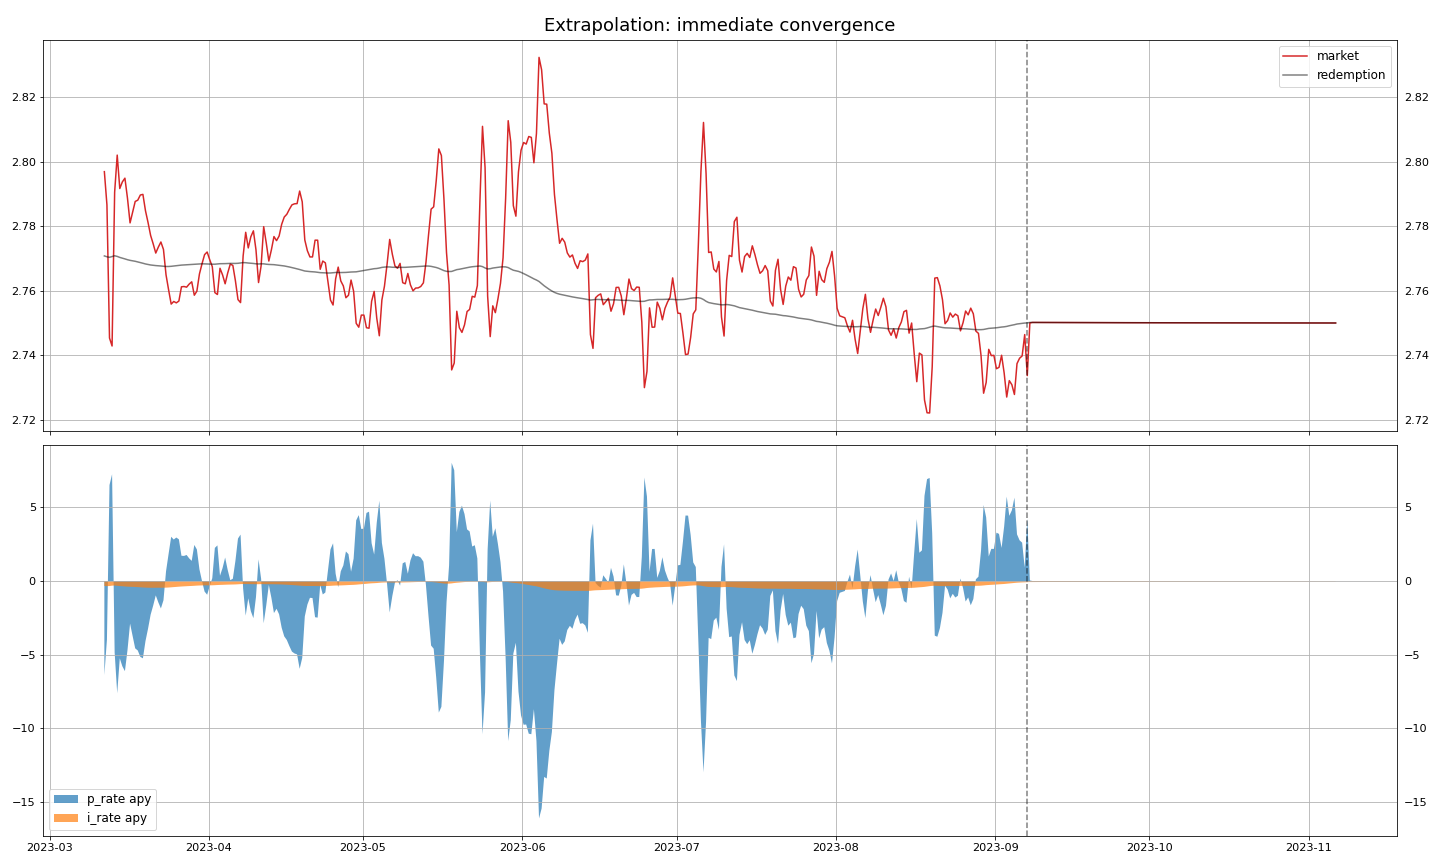 Extrapolation: immediate convergence
market
redemption
2.82 2.82
2.80 2.80
2.78 2.78
2.76 2.76
2.74 2.74
2.72 2.72
5 5
0 0
−5 −5
−10 −10
−15 −15
p_rate apy
i_rate apy
2023-03 2023-04 2023-05 2023-06 2023-07 2023-08 2023-09 2023-10 2023-11